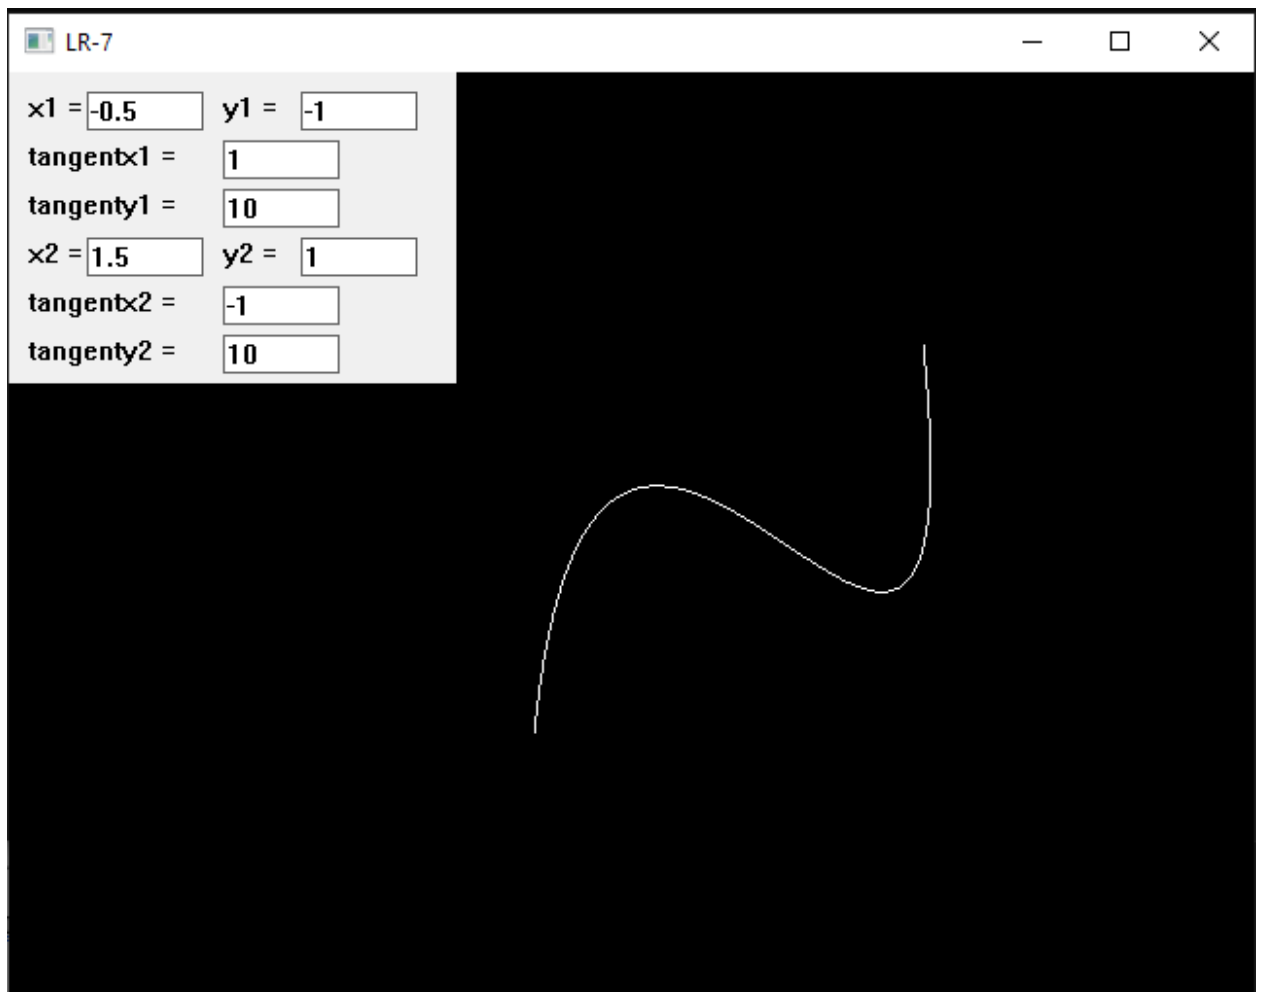 LR-7
x1 = -0.5 y1 = -1
tangentx1 = 1
tangenty1 = 10
x2 = 1.5 y2 = 1
tangentx2 = -1
tangenty2 = 10